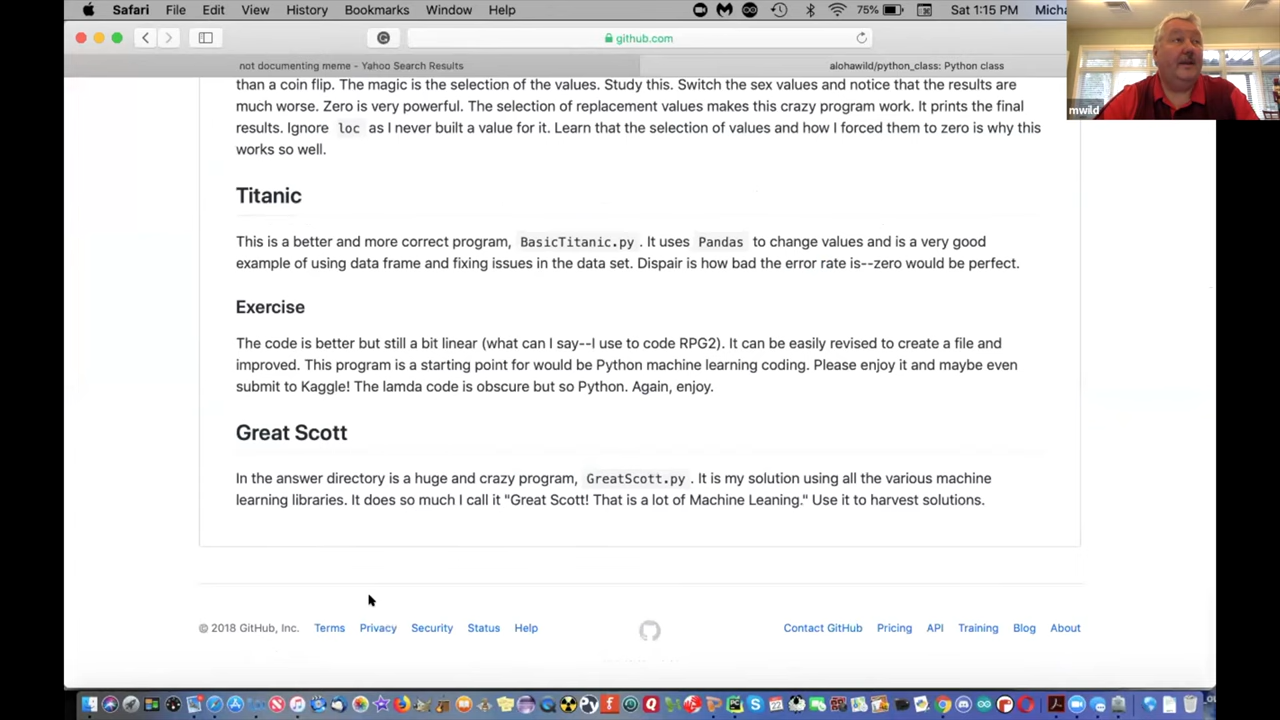 Safari File Edit View History Bookmarks Window Help 75% Sat 1:15 PM Micha
github.com
not documenting meme - Yahoo Search Results alohawild/python_class: Python class
mwild
than a coin flip. The magic is the selection of the values. Study this. Switch the sex values and notice that the results are
much worse. Zero is very powerful. The selection of replacement values makes this crazy program work. It prints the final
results. Ignore loc as I never built a value for it. Learn that the selection of values and how I forced them to zero is why this
works so well.
Titanic
This is a better and more correct program, BasicTitanic.py . It uses Pandas to change values and is a very good
example of using data frame and fixing issues in the data set. Dispair is how bad the error rate is--zero would be perfect.
Exercise
The code is better but still a bit linear (what can I say--I use to code RPG2). It can be easily revised to create a file and
improved. This program is a starting point for would be Python machine learning coding. Please enjoy it and maybe even
submit to Kaggle! The lamda code is obscure but so Python. Again, enjoy.
Great Scott
In the answer directory is a huge and crazy program, GreatScott.py . It is my solution using all the various machine
learning libraries. It does so much I call it "Great Scott! That is a lot of Machine Leaning." Use it to harvest solutions.
© 2018 GitHub, Inc. Terms Privacy Security Status Help Contact GitHub Pricing API Training Blog About